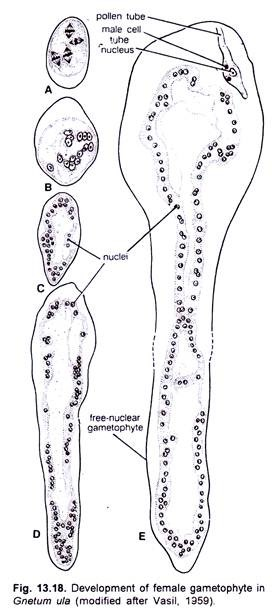 pollen tube
male cell
tube
nucleus
A
B
nuclei
C
free-nuclear
gametophyte
D
E
Fig. 13.18. Development of female gametophyte in
Gnetum ula (modified after Vasil, 1959).